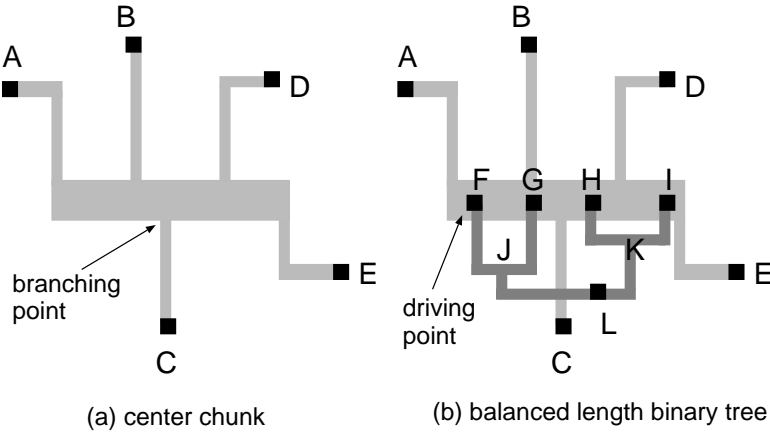 A
B
D
E
C
branching
point
(a) center chunk
A
B
D
F
G
H
I
J
K
E
L
C
driving
point
(b) balanced length binary tree